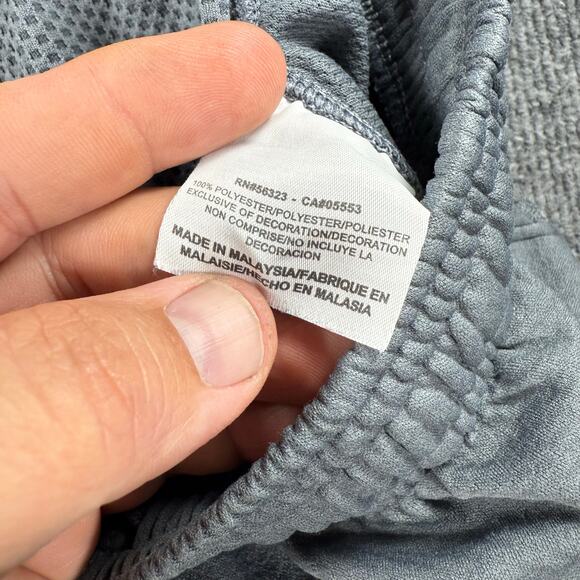 RN#56323 - CA#05553
100% POLYESTER/POLYESTER/POLIESTER
EXCLUSIVE OF DECORATION/DECORATION
NON COMPRISE/NO INCLUYE LA
DECORACION
MADE IN MALAYSIA/FABRIQUE EN
MALAISIE/HECHO EN MALASIA